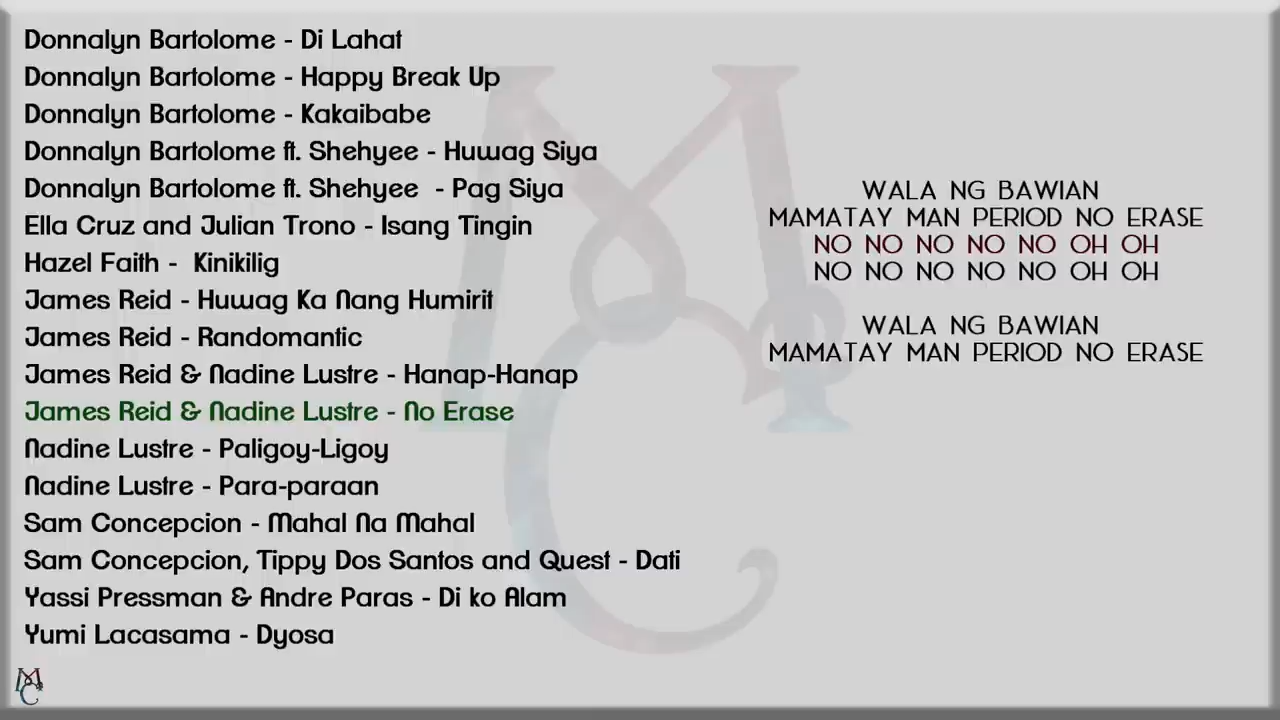 Donnalyn Bartolome - Di Lahat
Donnalyn Bartolome - Happy Break Up
Donnalyn Bartolome - Kakaibabe
Donnalyn Bartolome ft. Shehyee - Huwag Siya
Donnalyn Bartolome ft. Shehyee  - Pag Siya
Ella Cruz and Julian Trono - Isang Tingin
Hazel Faith -  Kinikilig
James Reid - Huwag Ka Nang Humirit
James Reid - Randomantic
James Reid & Nadine Lustre - Hanap-Hanap
James Reid & Nadine Lustre - No Erase
Nadine Lustre - Paligoy-Ligoy
Nadine Lustre - Para-paraan
Sam Concepcion - Mahal Na Mahal
Sam Concepcion, Tippy Dos Santos and Quest - Dati
Yassi Pressman & Andre Paras - Di ko Alam
Yumi Lacasama - Dyosa
WALA NG BAWIAN
MAMATAY MAN PERIOD NO ERASE
NO NO NO NO NO OH OH
NO NO NO NO NO OH OH
WALA NG BAWIAN
MAMATAY MAN PERIOD NO ERASE
MC